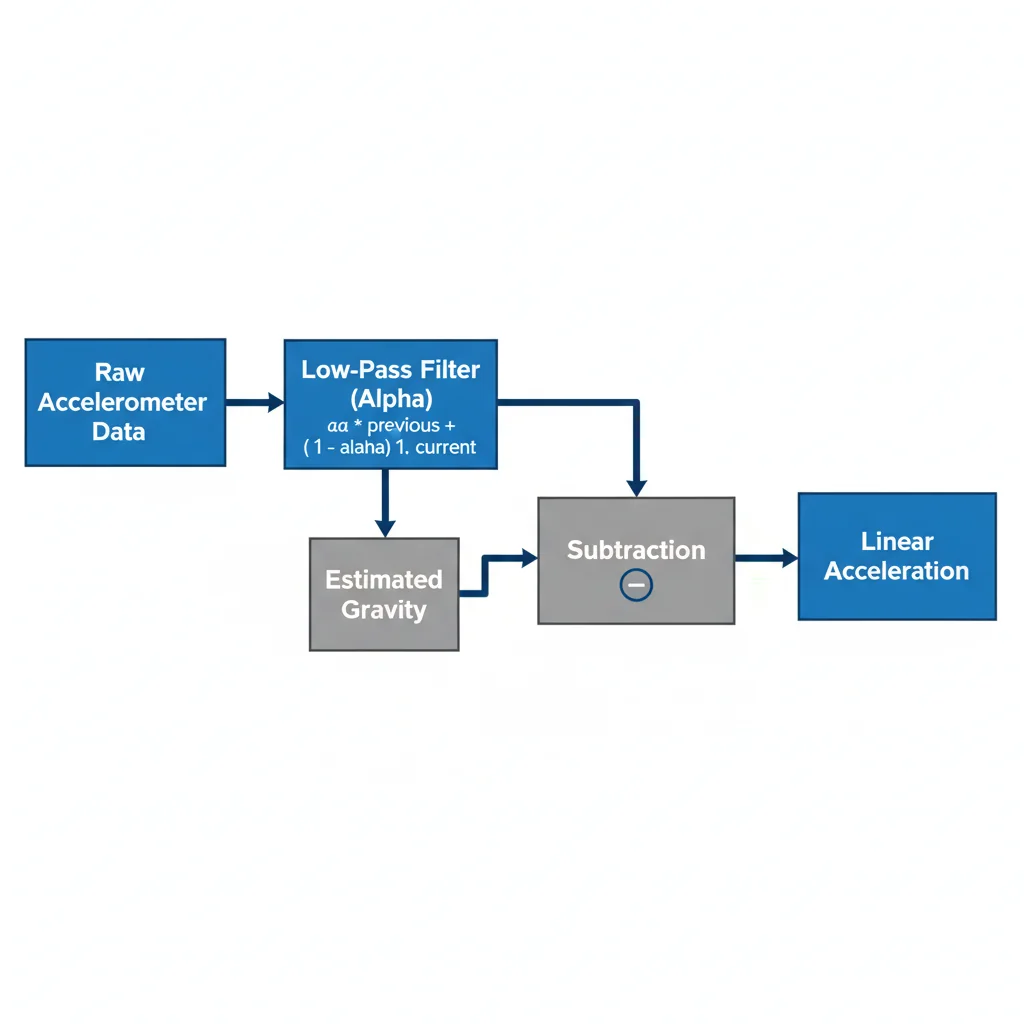 Raw
Accelerometer
Data
Low-Pass Filter
(Alpha)
αα * previous +
( 1 - alaha) 1. current
Estimated
Gravity
Subtraction
−
Linear
Acceleration